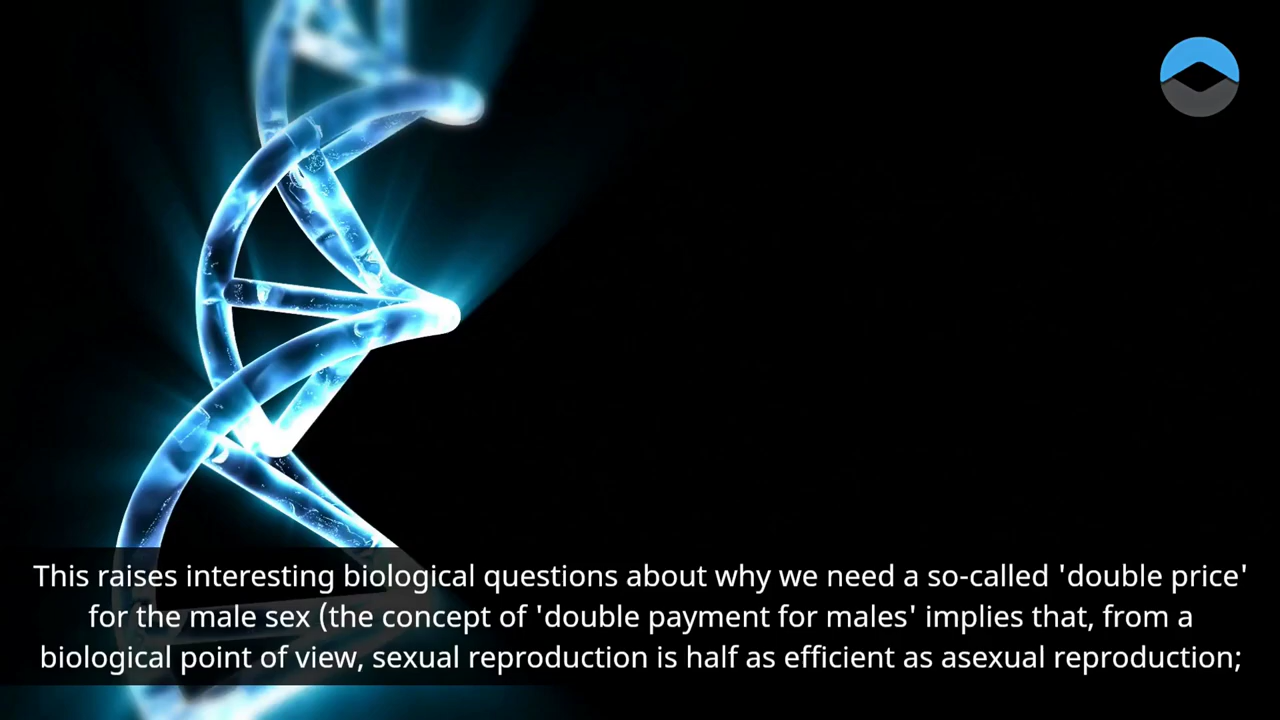 This raises interesting biological questions about why we need a so-called 'double price'
for the male sex (the concept of 'double payment for males' implies that, from a
biological point of view, sexual reproduction is half as efficient as asexual reproduction;